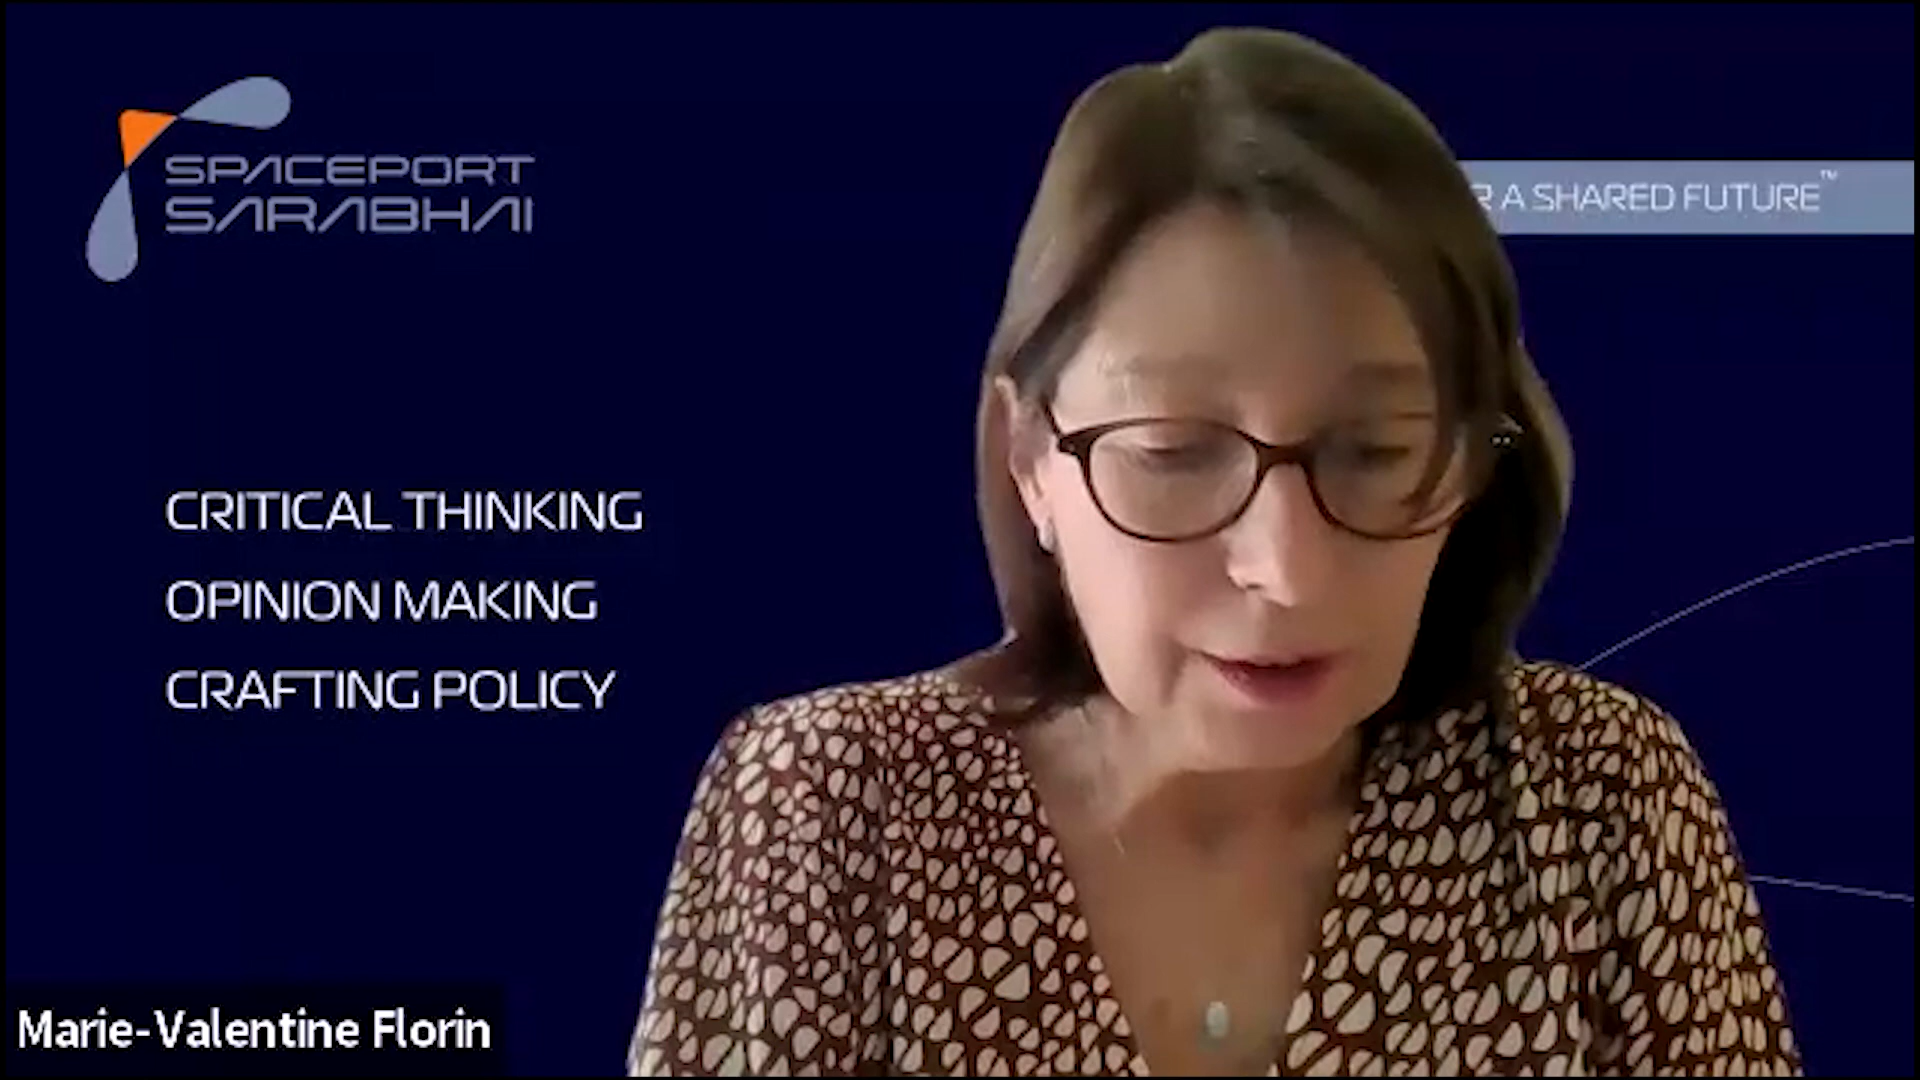 SPACEPORT
SARABHAI
R A SHARED FUTURE™
CRITICAL THINKING
OPINION MAKING
CRAFTING POLICY
Marie-Valentine Florin